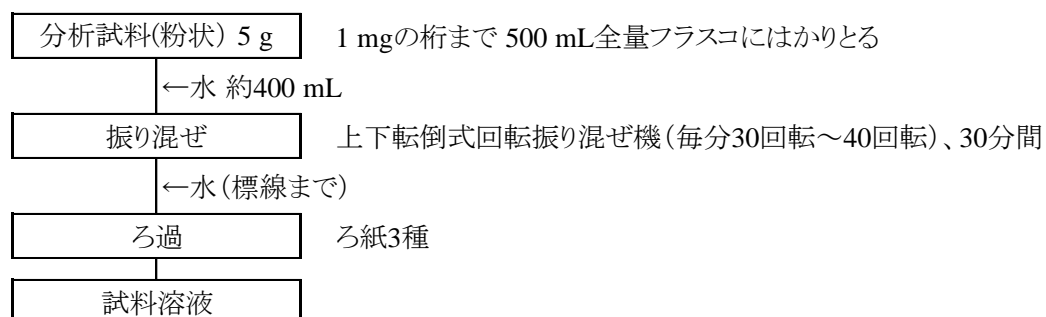 分析試料(粉状) 5 g 1 mgの桁まで 500 mL全量フラスコにはかりとる
←水 約400 mL
振り混ぜ 上下転倒式回転振り混ぜ機(毎分30回転～40回転)、30分間
←水(標線まで)
ろ過 ろ紙3種
試料溶液